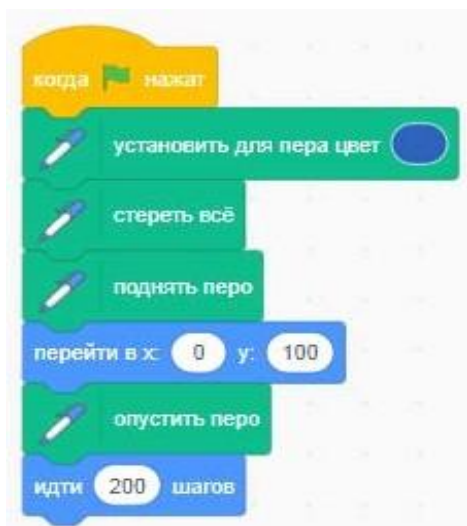 когда нажат
установить для пера цвет
стереть всё
поднять перо
перейти в x: 0 y: 100
опустить перо
идти 200 шагов